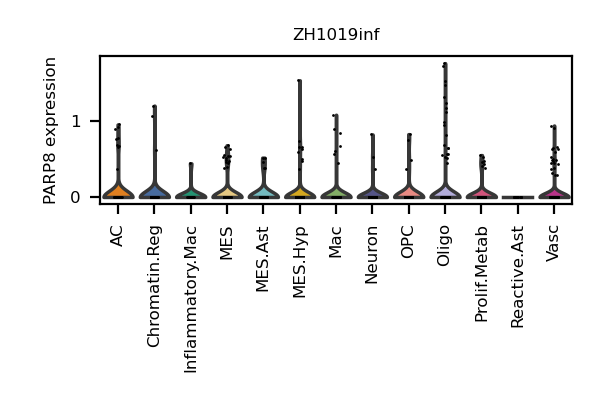 ZH1019inf
PARP8 expression
1
0
AC
Chromatin.Reg
Inflammatory.Mac
MES
MES.Ast
MES.Hyp
Mac
Neuron
OPC
Oligo
Prolif.Metab
Reactive.Ast
Vasc